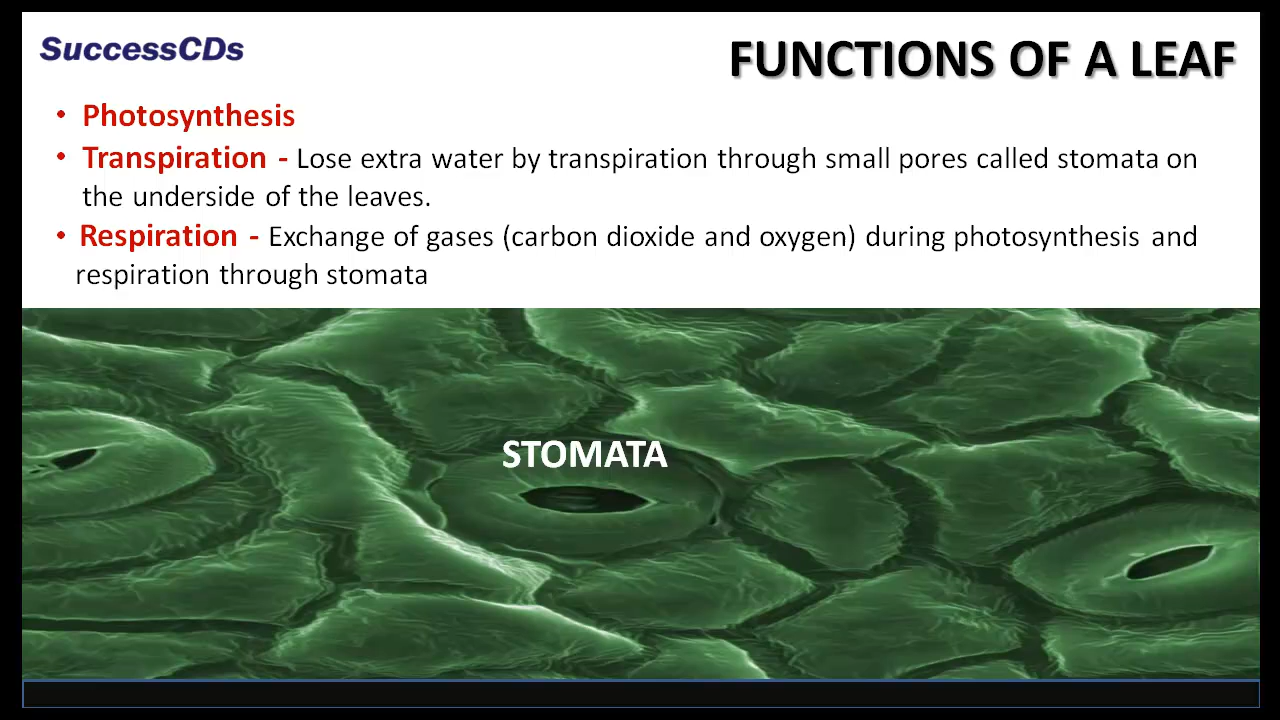 SuccessCDs
FUNCTIONS OF A LEAF
• Photosynthesis
• Transpiration - Lose extra water by transpiration through small pores called stomata on
the underside of the leaves.
• Respiration - Exchange of gases (carbon dioxide and oxygen) during photosynthesis and
respiration through stomata
STOMATA